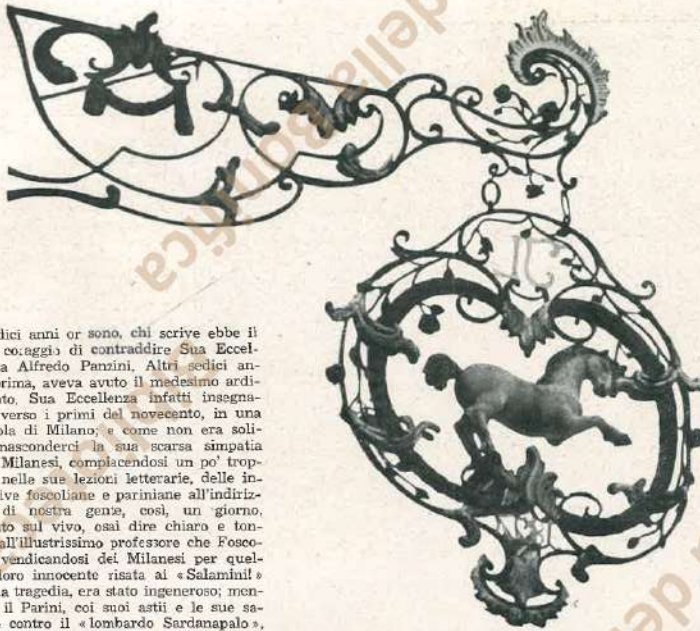 dici anni or sono, chi scrive ebbe il
coraggio di contraddire Sua Eccel-
a Alfredo Panzini. Altri sedici an-
rima, aveva avuto il medesimo ardi-
to. Sua Eccellenza infatti insegna-
verso i primi del novecento, in una
ola di Milano; e come non era soli-
nasconderci la sua scarsa simpatia
Milanesi, compiacendosi un po' trop-
nelle sue lezioni letterarie, delle in-
ive foscoliane e pariniane all'indiriz-
di nostra gente, così, un giorno,
to sul vivo, osai dire chiaro e ton-
all'illustrissimo professore che Fosco-
vendicandosi dei Milanesi per quel-
loro innocente risata ai «Salamini!»
a tragedia, era stato ingeneroso; men-
il Parini, coi suoi astii e le sue sa-
contro il «lombardo Sardanapalo»,
della Bonifica